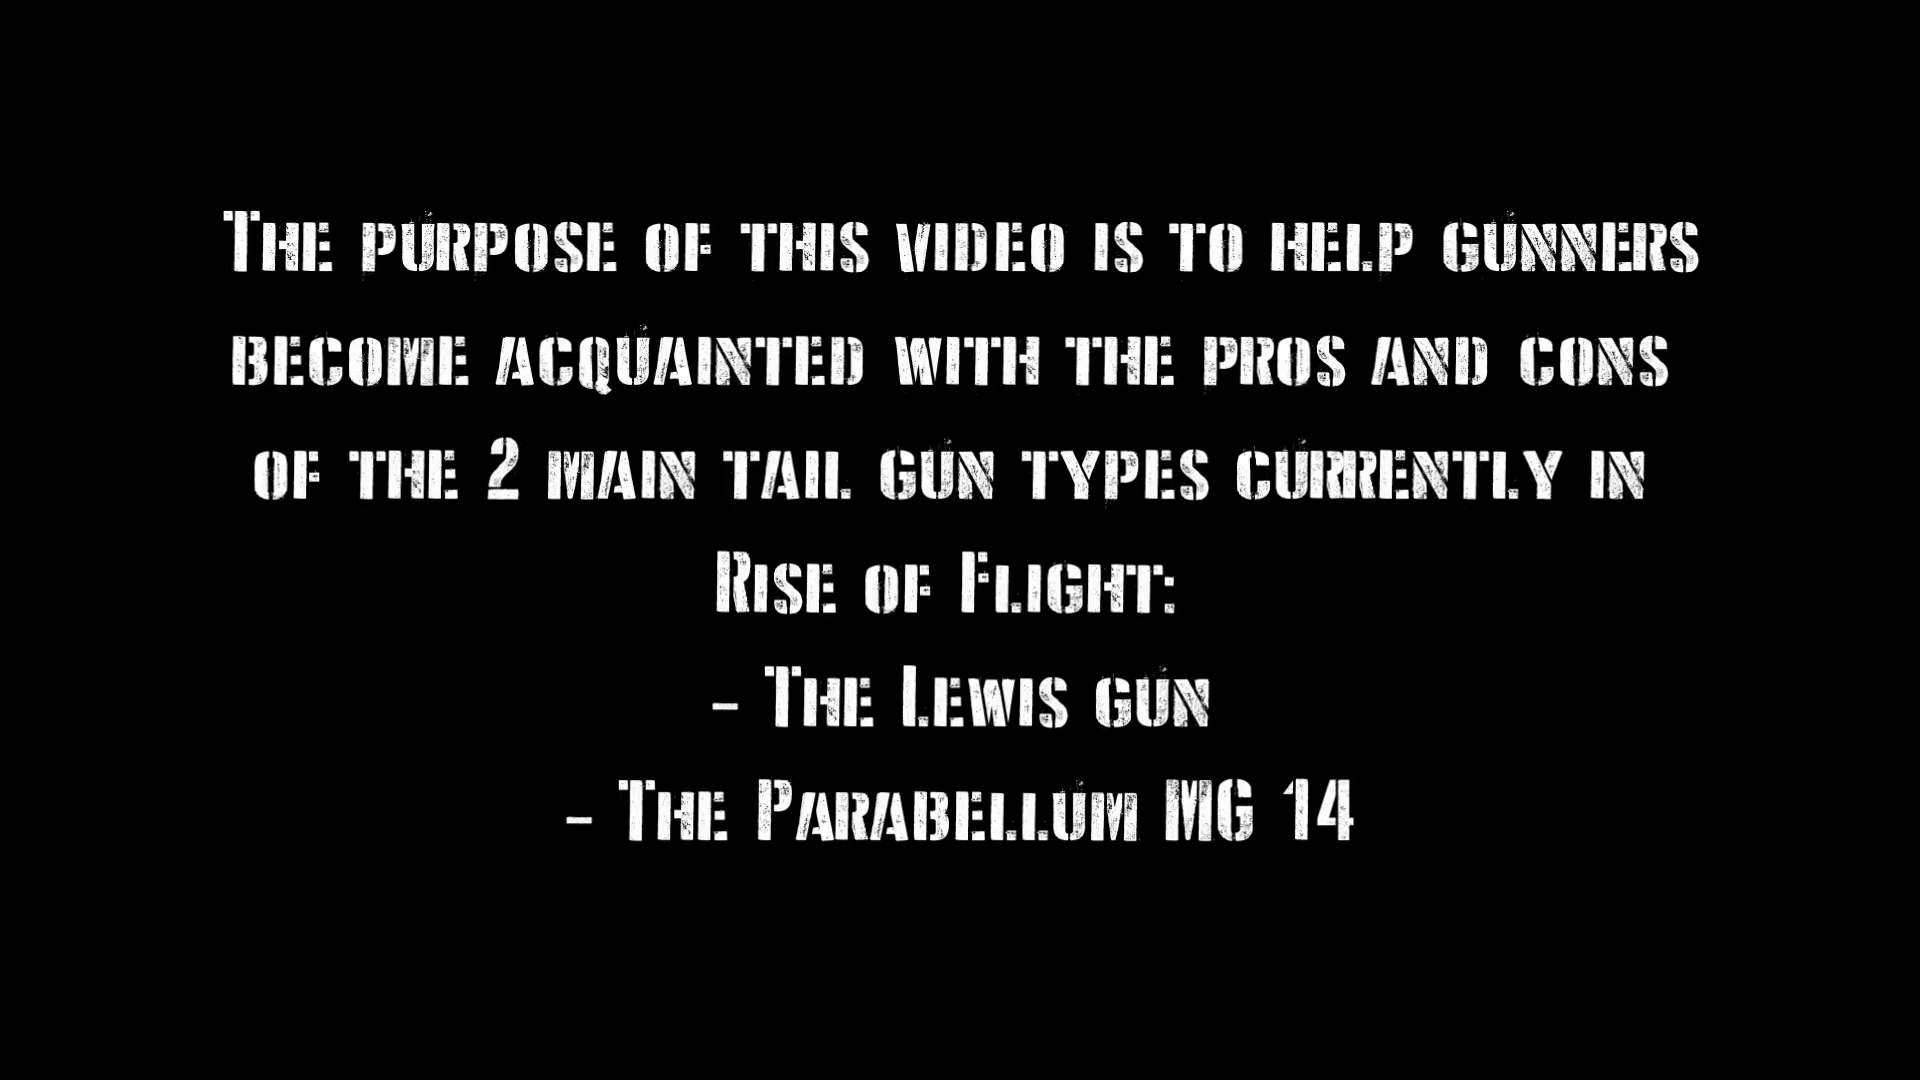 The purpose of this video is to help gunners
become acquainted with the pros and cons
of the 2 main tail gun types currently in
Rise of Flight:
- The Lewis gun
- The Parabellum MG 14